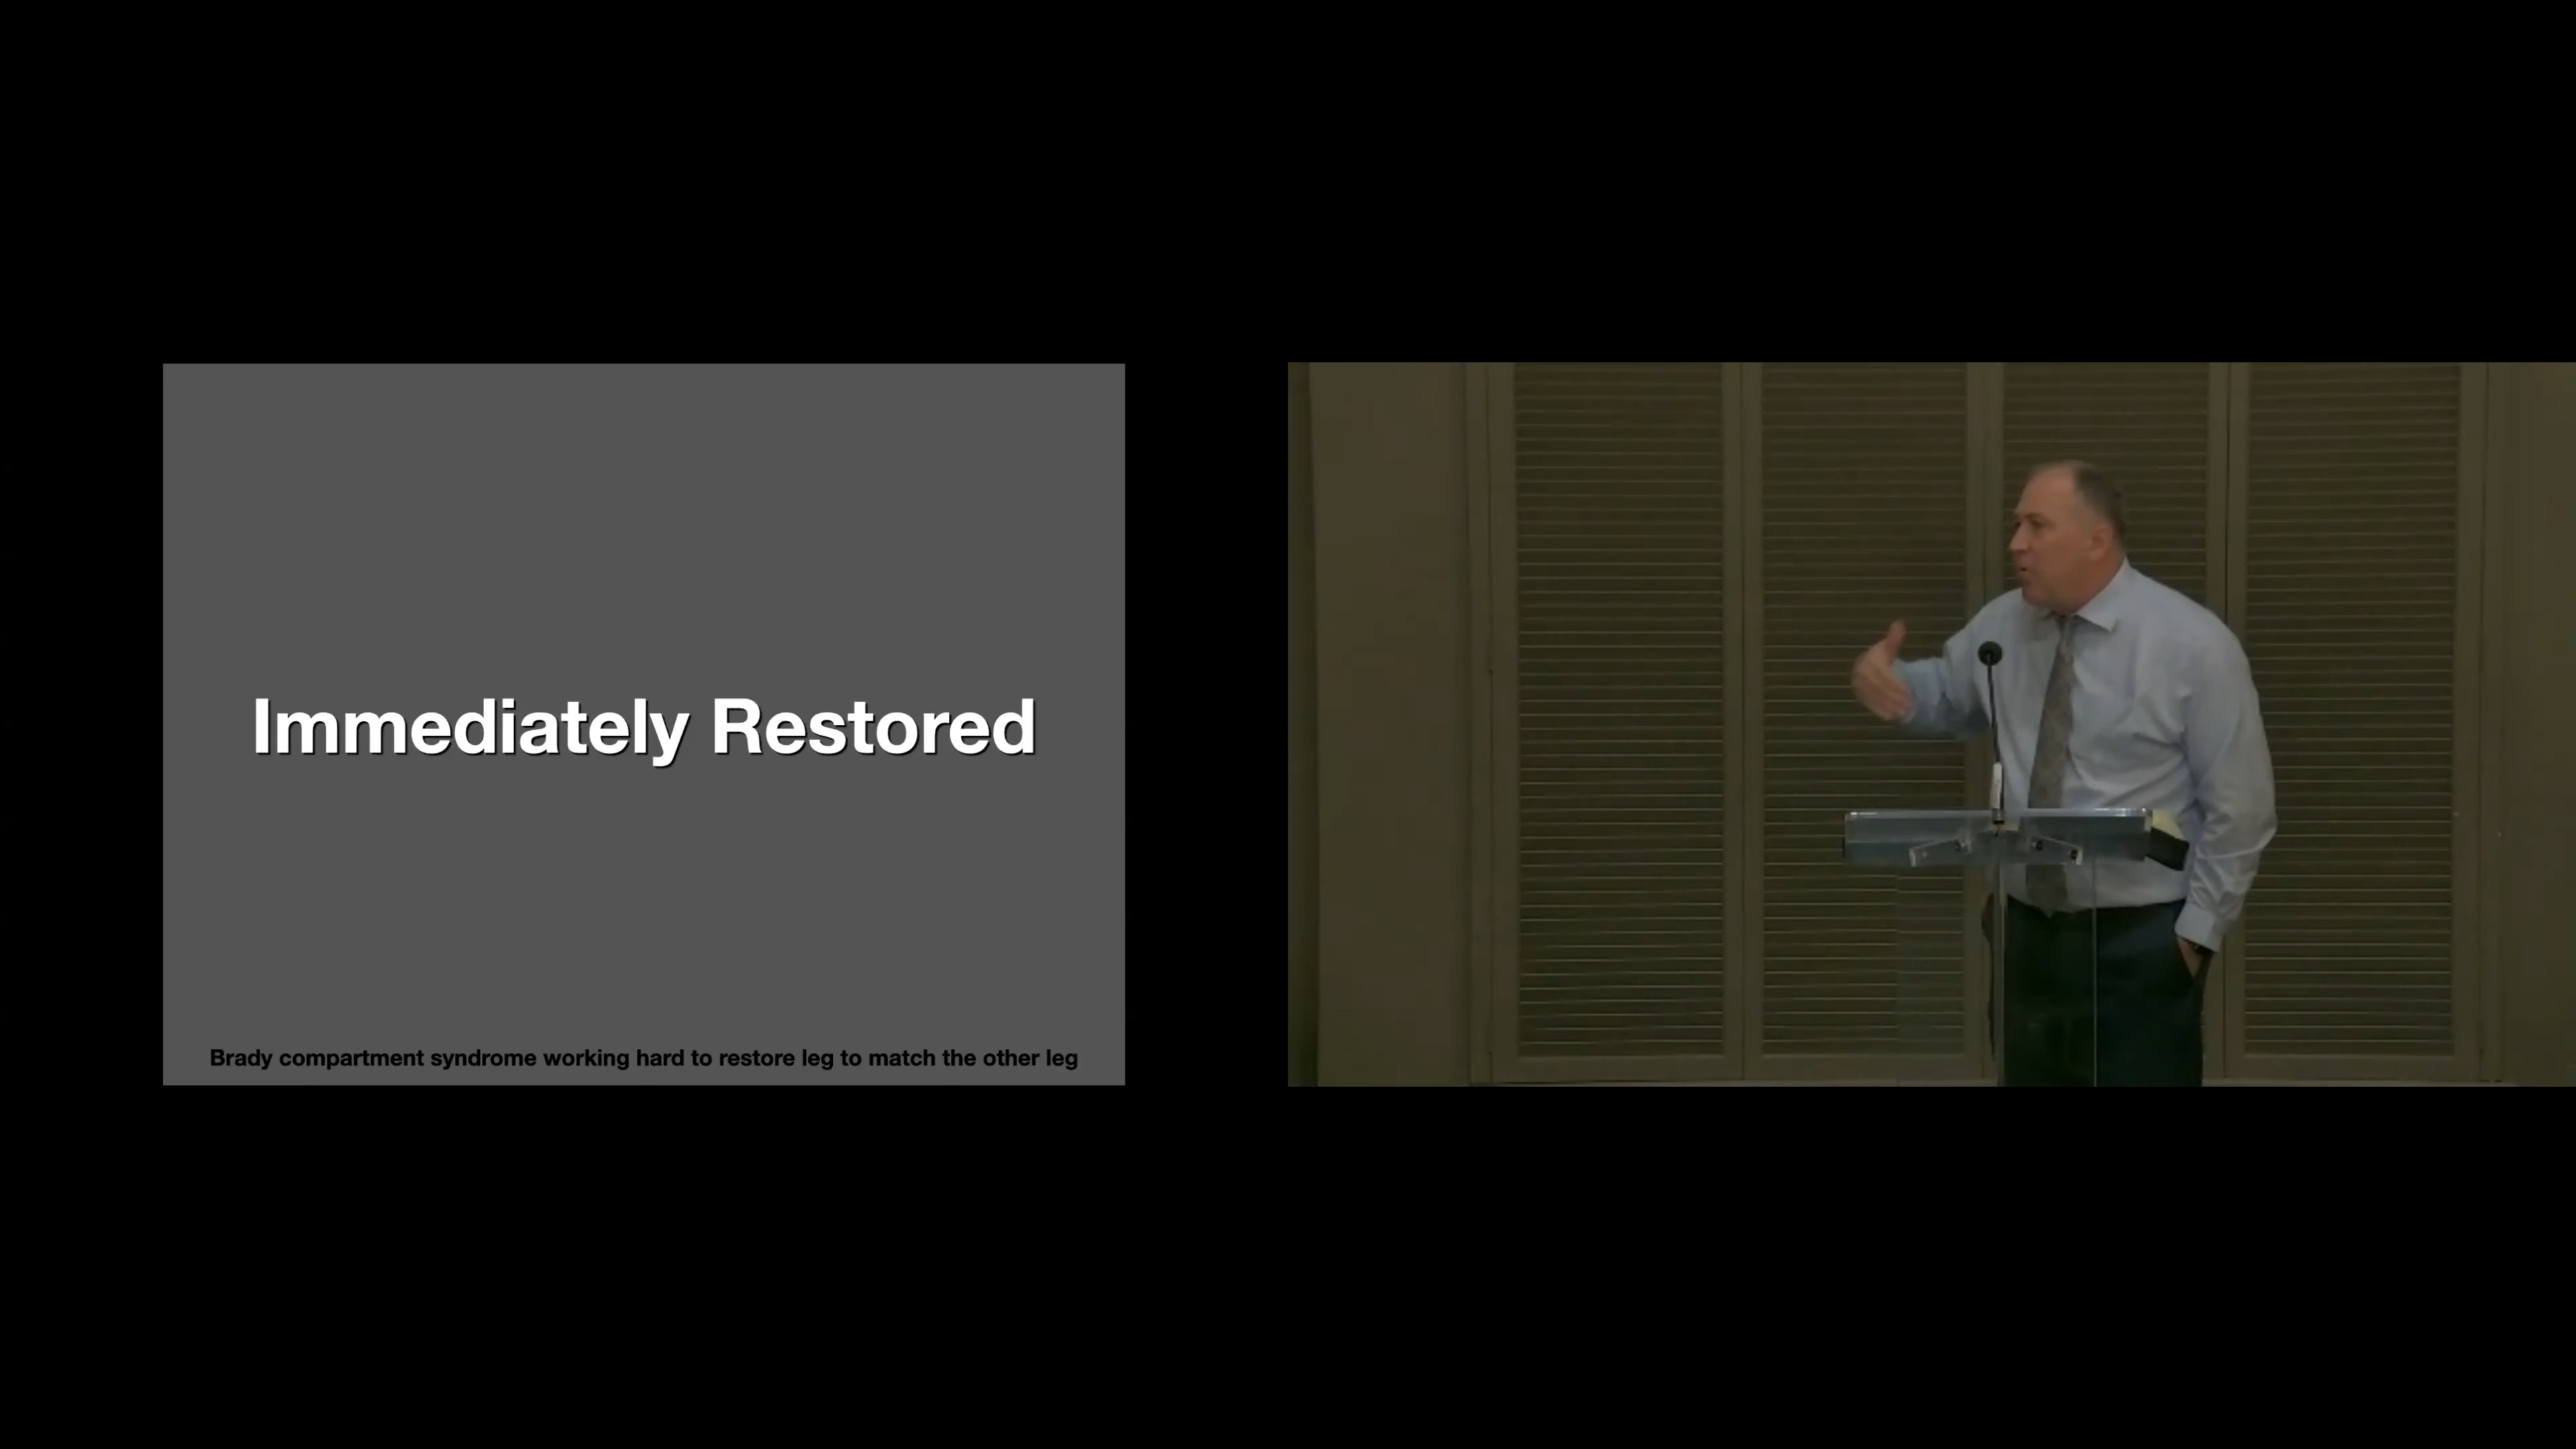 Immediately Restored
Brady compartment syndrome working hard to restore leg to match the other leg